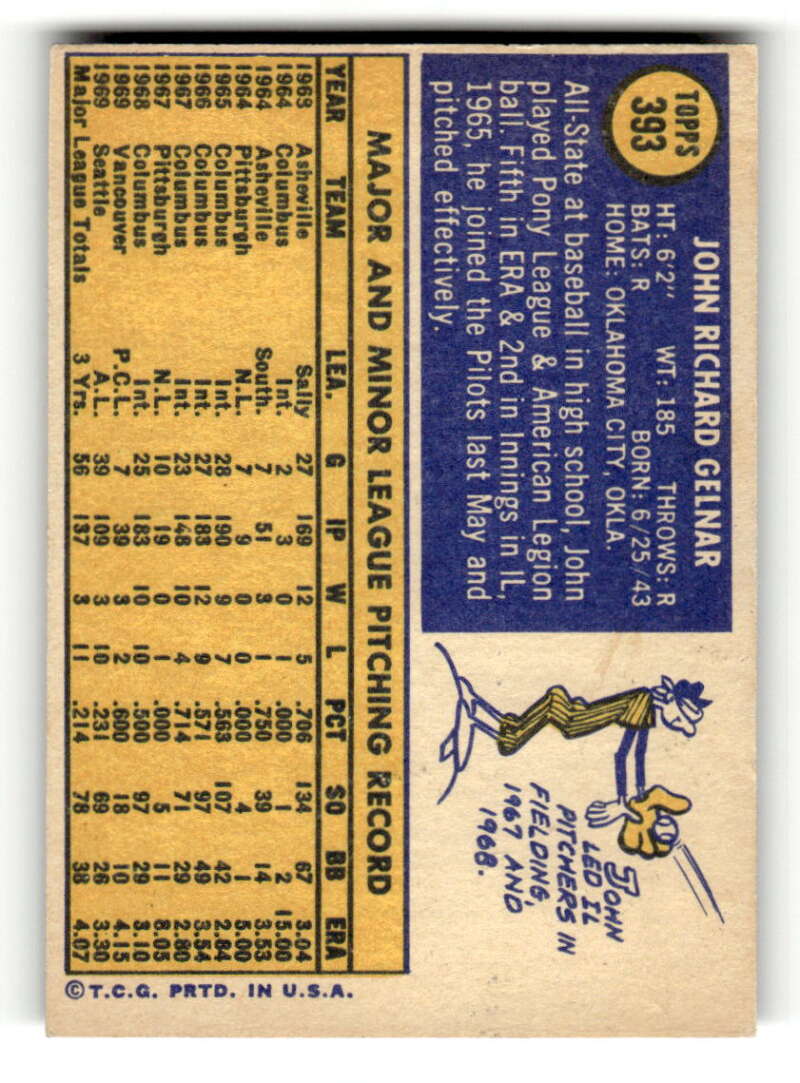 TOPPS
393
JOHN RICHARD GELNAR
HT: 6'2" WT: 185 THROWS: R
BATS: R BORN: 6/25/43
HOME: OKLAHOMA CITY, OKLA.
All-State at baseball in high school, John
played Pony League & American Legion
ball. Fifth in ERA & 2nd in Innings in IL,
1965, he joined the Pilots last May and
pitched effectively.
JOHN
LED IL
PITCHERS IN
FIELDING,
1967 AND
1968.
MAJOR AND MINOR LEAGUE PITCHING RECORD
YEAR TEAM LEA. G IP W L PCT SO BB ERA
1963 Asheville Sally 27 169 12 5 .706 134 67 3.04
1964 Columbus Int. 2 3 0 1 .000 1 2 15.00
1964 Asheville South. 7 51 3 1 .750 39 14 3.53
1964 Pittsburgh N.L. 7 9 0 0 .000 4 1 5.00
1965 Columbus Int. 28 190 9 7 .563 107 42 2.84
1966 Columbus Int. 27 183 12 9 .571 97 49 3.54
1967 Columbus Int. 23 148 10 4 .714 71 29 2.80
1967 Pittsburgh N.L. 10 19 0 1 .000 5 11 8.05
1968 Columbus Int. 25 183 10 10 .500 97 29 3.10
1969 Vancouver P.C.L. 7 39 3 2 .600 18 10 4.15
1969 Seattle A.L. 39 109 3 10 .231 69 26 3.30
Major League Totals 3 Yrs. 56 137 3 11 .214 78 38 4.07
© T.C.G. PRTD. IN U.S.A.